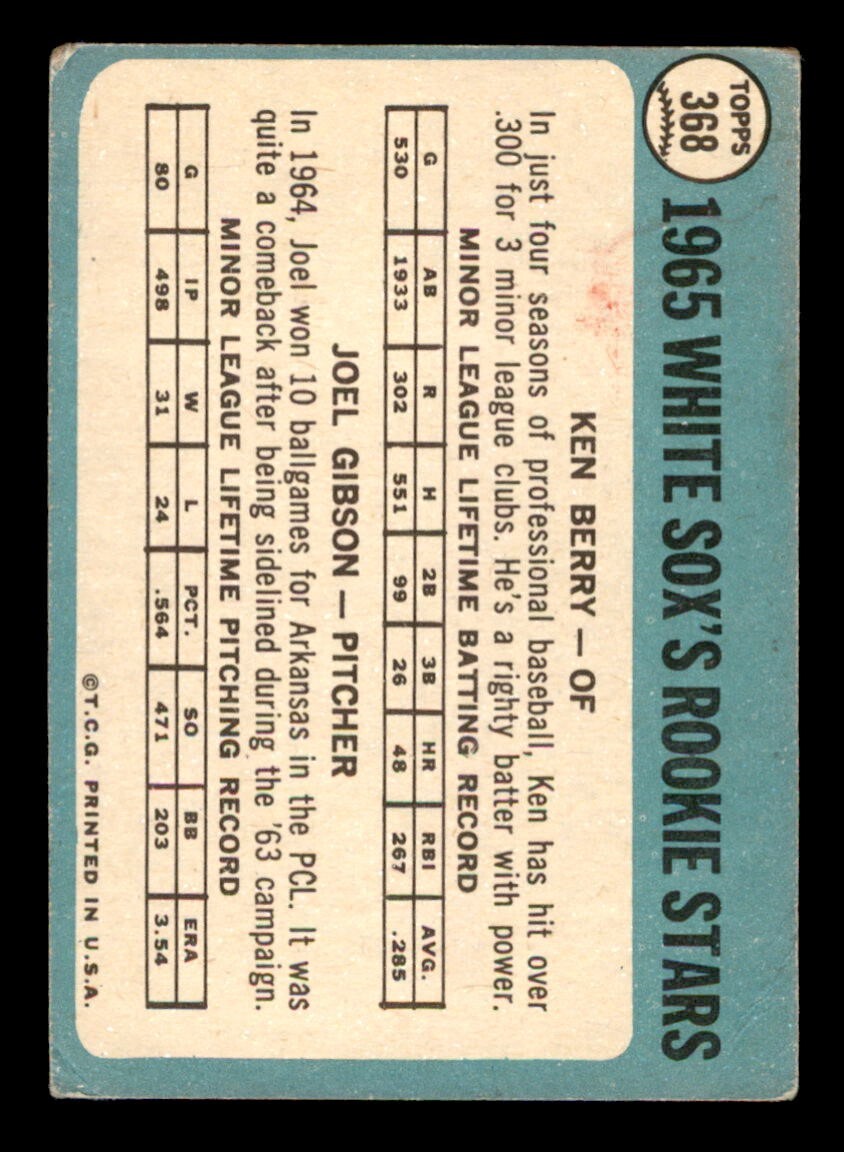 TOPPS
368
1965 WHITE SOX'S ROOKIE STARS
KEN BERRY — OF
In just four seasons of professional baseball, Ken has hit over
.300 for 3 minor league clubs. He's a righty batter with power.
MINOR LEAGUE LIFETIME BATTING RECORD
G AB R H 2B 3B HR RBI AVG.
530 1933 302 551 99 26 48 267 .285
JOEL GIBSON — PITCHER
In 1964, Joel won 10 ballgames for Arkansas in the PCL. It was
quite a comeback after being sidelined during the '63 campaign.
MINOR LEAGUE LIFETIME PITCHING RECORD
G IP W L PCT. SO BB ERA
80 498 31 24 .564 471 203 3.54
©T.C.G. PRINTED IN U.S.A.